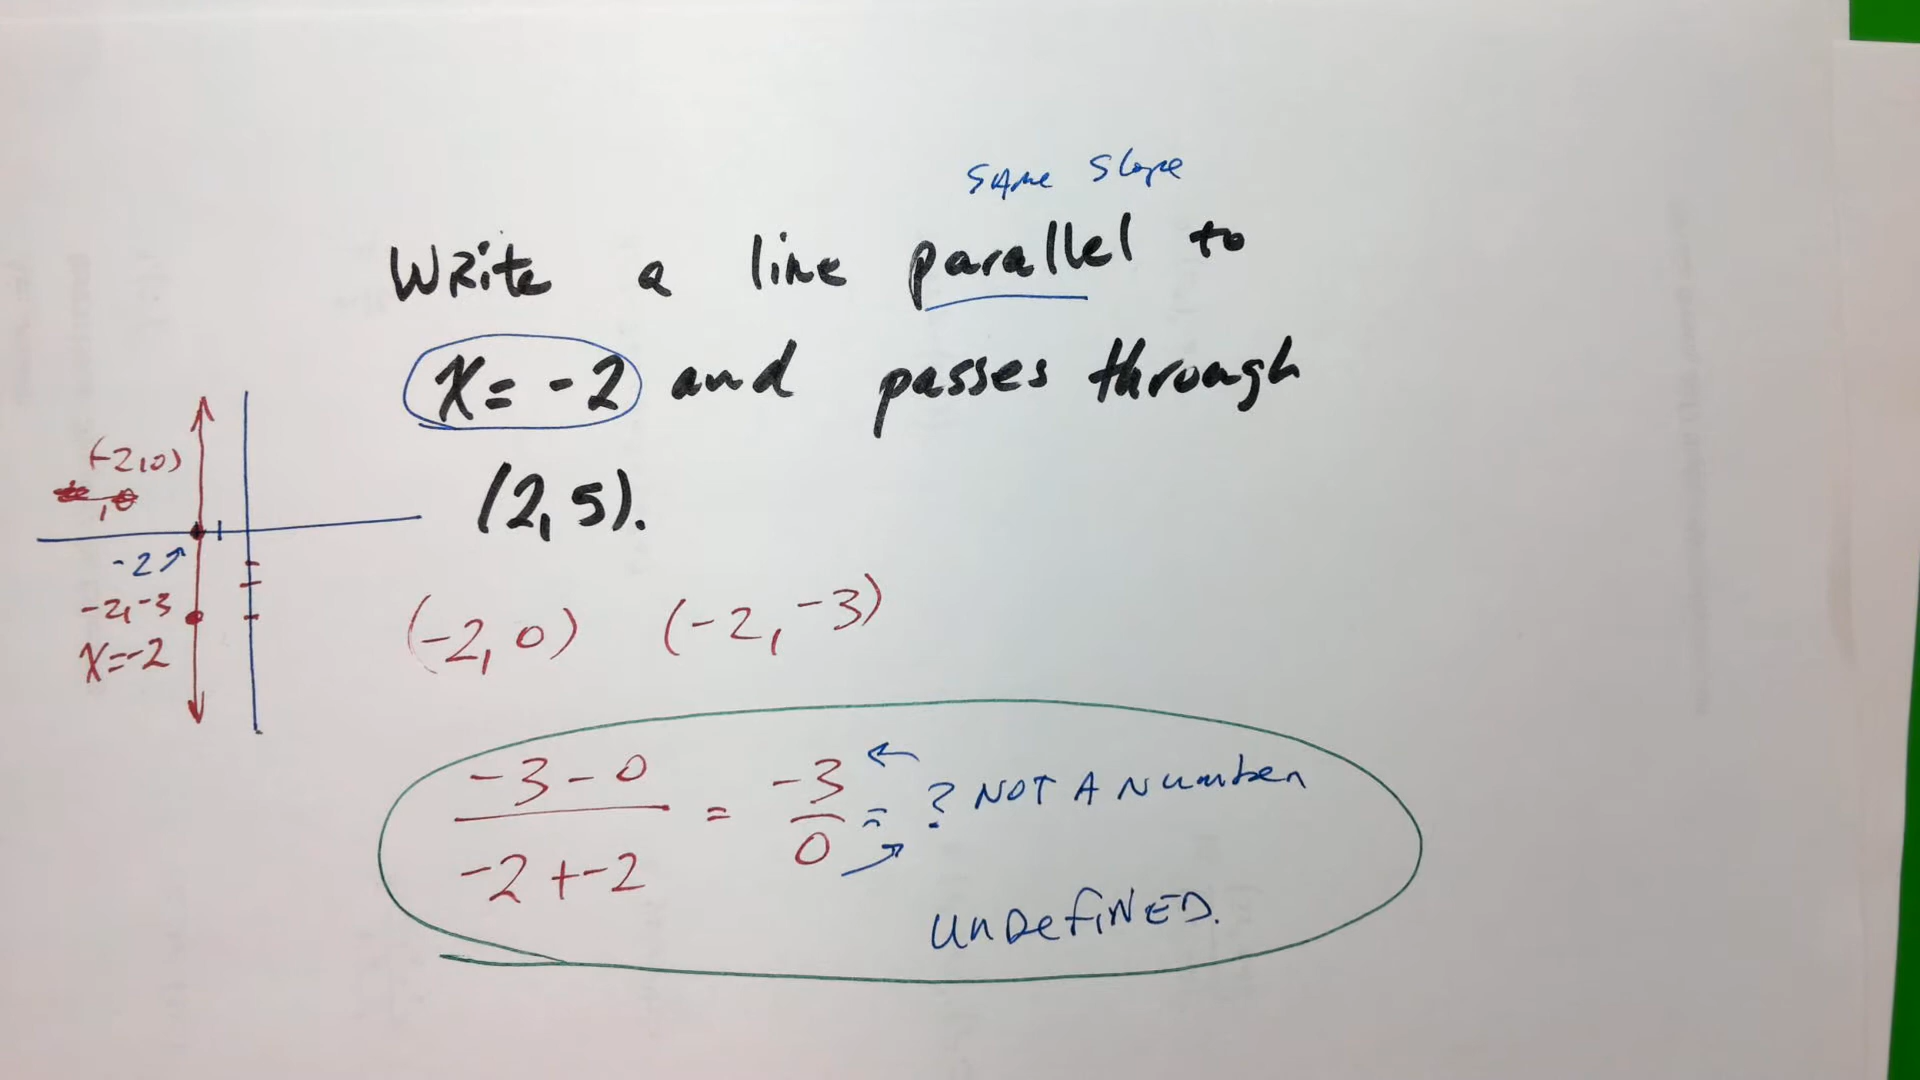 SAme Slope
Write a line parallel to
x = -2 and passes through
(2, 5).
(-2, 0)
, 0
-2
-2, -3
x = -2
(-2, 0) (-2, -3)
-3 - 0 / -2 + -2 = -3 / 0 = ? NOT A Number
UNDefiNED.